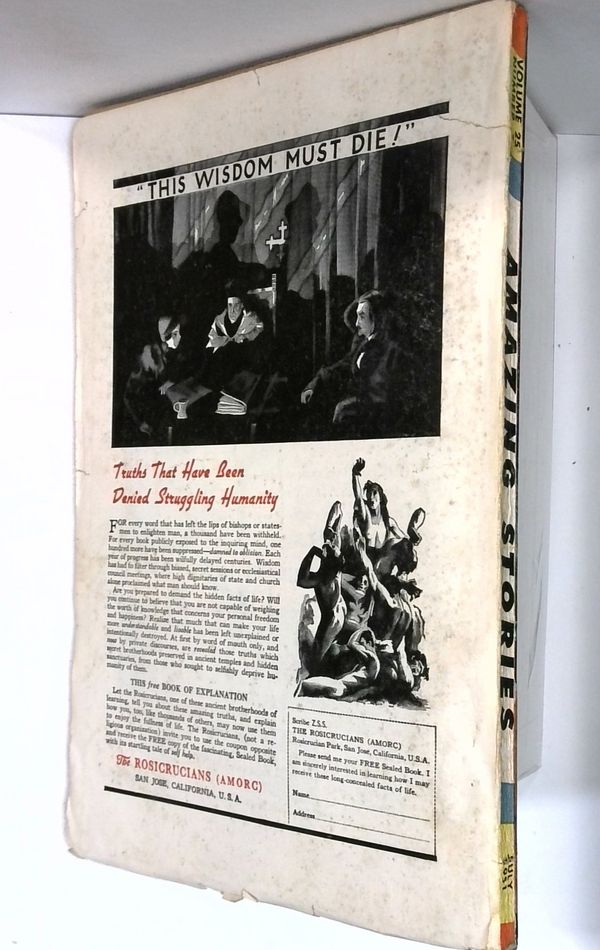 "THIS WISDOM MUST DIE!"
Truths That Have Been
Denied Struggling Humanity
FOR every word that has left the lips of bishops or states-
men to enlighten man, a thousand have been withheld.
For every book publicly exposed to the inquiring mind, one
hundred more have been suppressed—damned to oblivion. Each
year of progress has been wilfully delayed centuries. Wisdom
has had to filter through biased, secret sessions or ecclesiastical
council meetings, where high dignitaries of state and church
alone proclaimed what man should know.
Are you prepared to demand the hidden facts of life? Will
you continue to believe that you are not capable of weighing
the worth of knowledge that concerns your personal freedom
and happiness? Realize that much that can make your life
more understandable and livable has been left unexplained or
intentionally destroyed. At first by word of mouth only, and
now by private discourses, are revealed those truths which
secret brotherhoods preserved in ancient temples and hidden
sanctuaries, from those who sought to selfishly deprive hu-
manity of them.
THIS free BOOK OF EXPLANATION
Let the Rosicrucians, one of these ancient brotherhoods of
learning, tell you about these amazing truths, and explain
how you, too, like thousands of others, may now use them
to enjoy the fullness of life. The Rosicrucians, (not a re-
ligious organization) invite you to use the coupon opposite
and receive the FREE copy of the fascinating, Sealed Book,
with its startling tale of self help.
The ROSICRUCIANS (AMORC)
SAN JOSE, CALIFORNIA, U. S. A.
Scribe Z.S.S.
THE ROSICRUCIANS (AMORC)
Rosicrucian Park, San Jose, California, U.S.A.
Please send me your FREE Sealed Book. I
am sincerely interested in learning how I may
receive these long-concealed facts of life.
Name
Address
VOLUME 25
NUMBER
AMAZING STORIES
JULY
1951